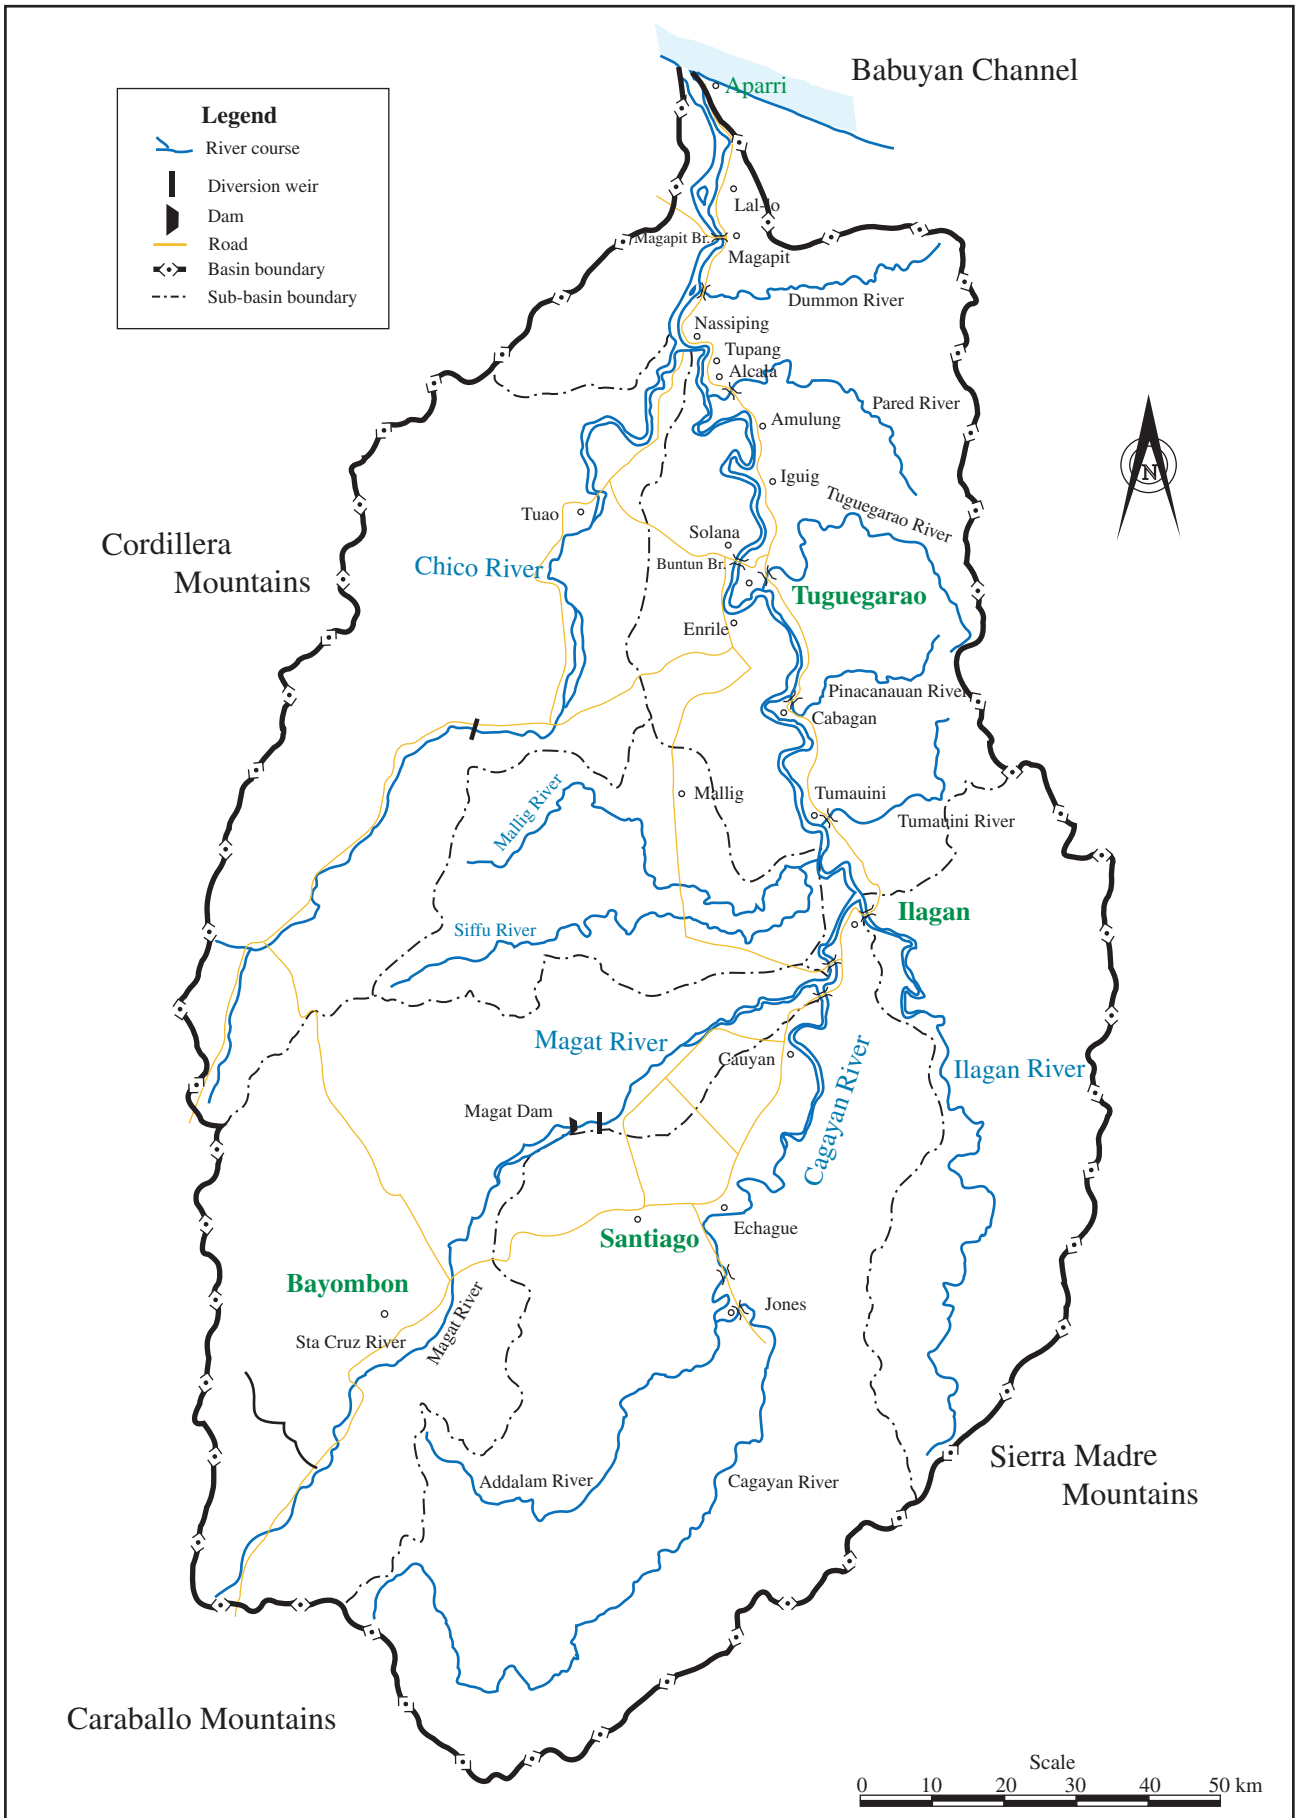 Babuyan Channel
Aparri
Legend
River course
Diversion weir
Dam
Road
Basin boundary
Sub-basin boundary
Lal-lo
Magapit Br.
Magapit
Dummon River
Nassiping
Tupang
Alcala
Pared River
Amulung
Iguig
Tuguegarao River
N
Tuao
Solana
Cordillera
Mountains
Chico River
Buntun Br.
Tuguegarao
Enrile
Pinacanauan River
Cabagan
Mallig River
Mallig
Tumauini
Tumauini River
Ilagan
Siffu River
Magat River
Cauyan
Cagayan River
Ilagan River
Magat Dam
Echague
Santiago
Bayombon
Magat River
Jones
Sta Cruz River
Addalam River
Cagayan River
Sierra Madre
Mountains
Caraballo Mountains
Scale
0 10 20 30 40 50 km